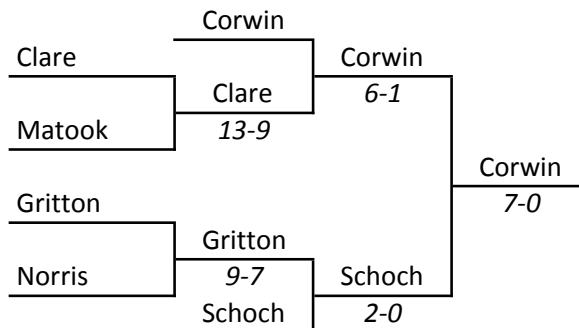 Corwin
Clare
Corwin
Clare
6-1
Matook
13-9
Corwin
Gritton
7-0
Gritton
Norris
9-7
Schoch
Schoch
2-0